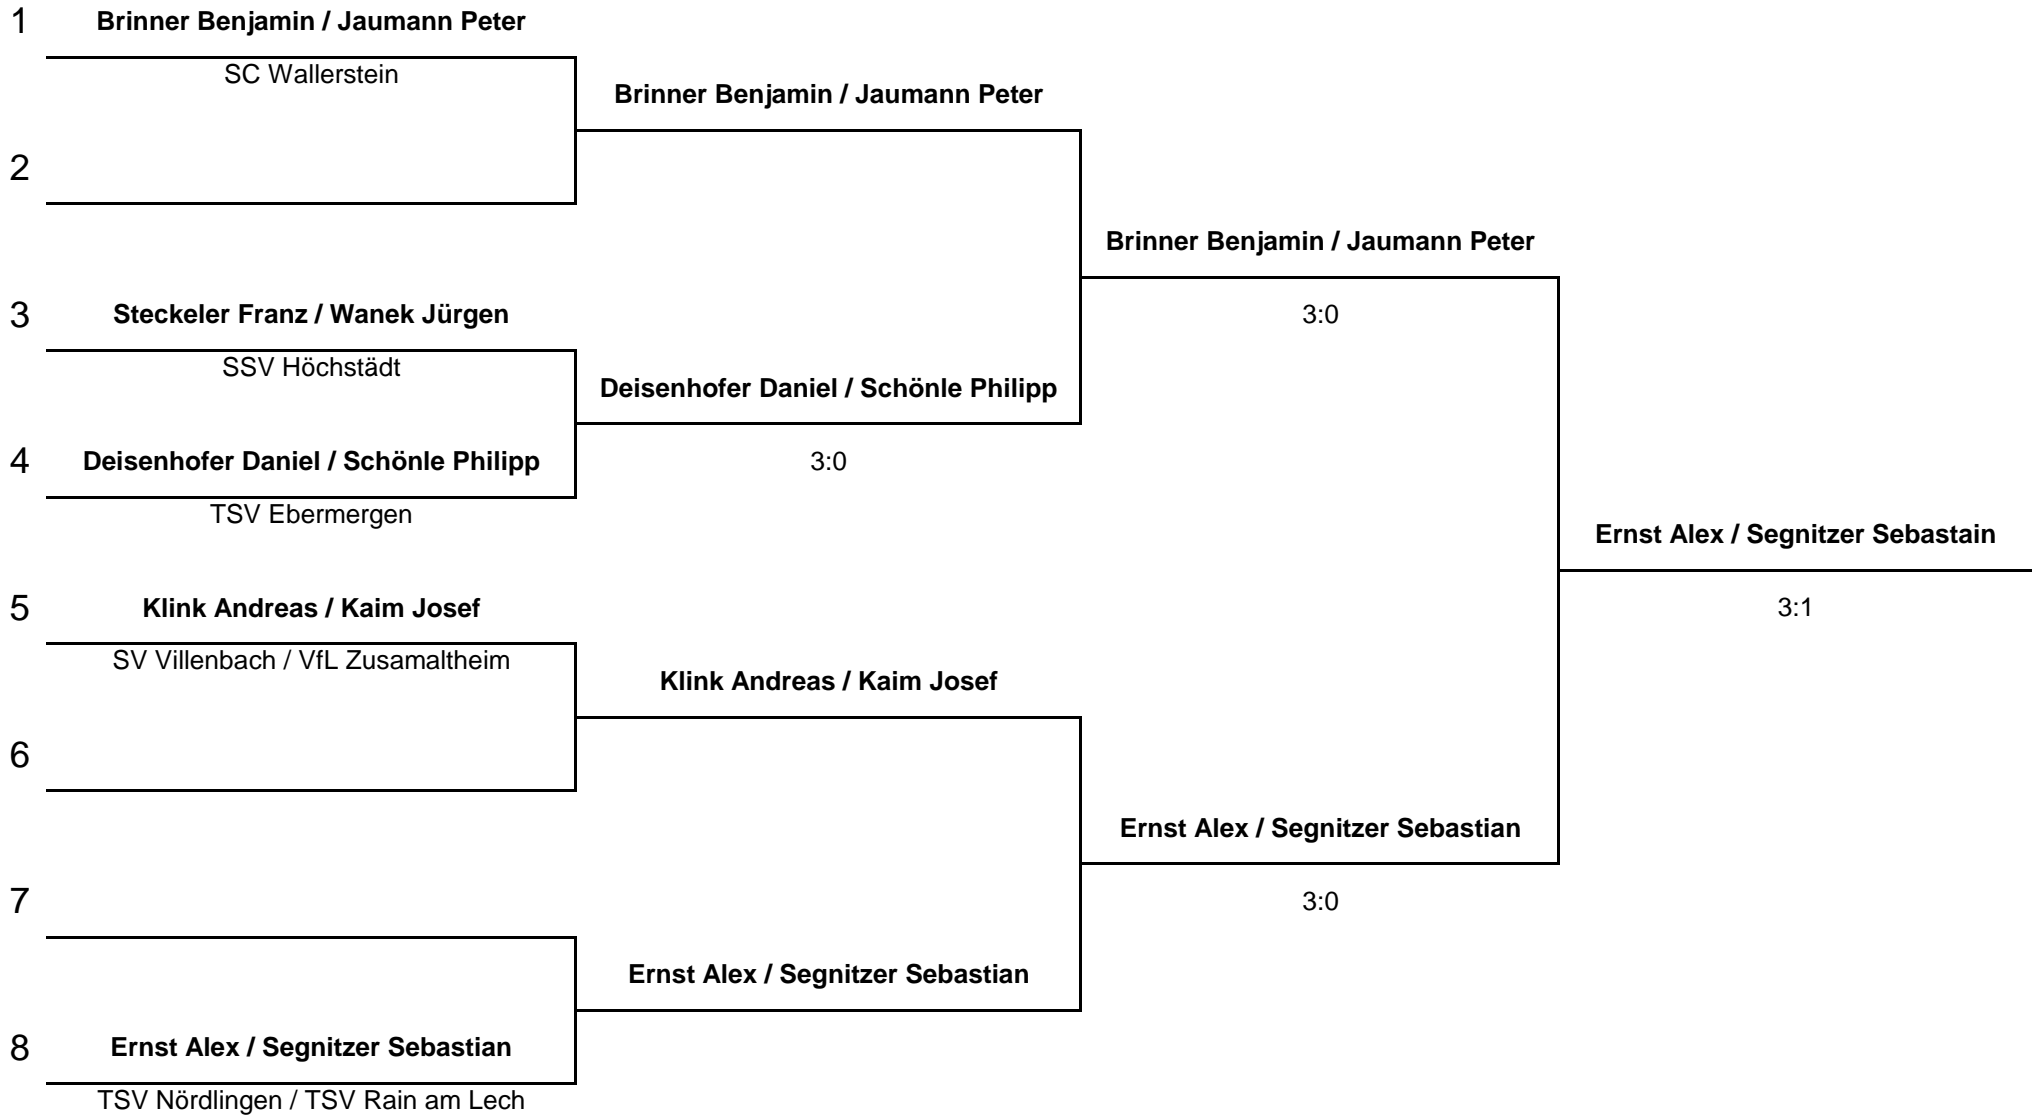 1
Brinner Benjamin / Jaumann Peter
SC Wallerstein
Brinner Benjamin / Jaumann Peter
2
Brinner Benjamin / Jaumann Peter
3
Steckeler Franz / Wanek Jürgen
3:0
SSV Höchstädt
Deisenhofer Daniel / Schönle Philipp
4
Deisenhofer Daniel / Schönle Philipp
3:0
TSV Ebermergen
Ernst Alex / Segnitzer Sebastain
5
Klink Andreas / Kaim Josef
3:1
SV Villenbach / VfL Zusamaltheim
Klink Andreas / Kaim Josef
6
Ernst Alex / Segnitzer Sebastian
7
3:0
Ernst Alex / Segnitzer Sebastian
8
Ernst Alex / Segnitzer Sebastian
TSV Nördlingen / TSV Rain am Lech